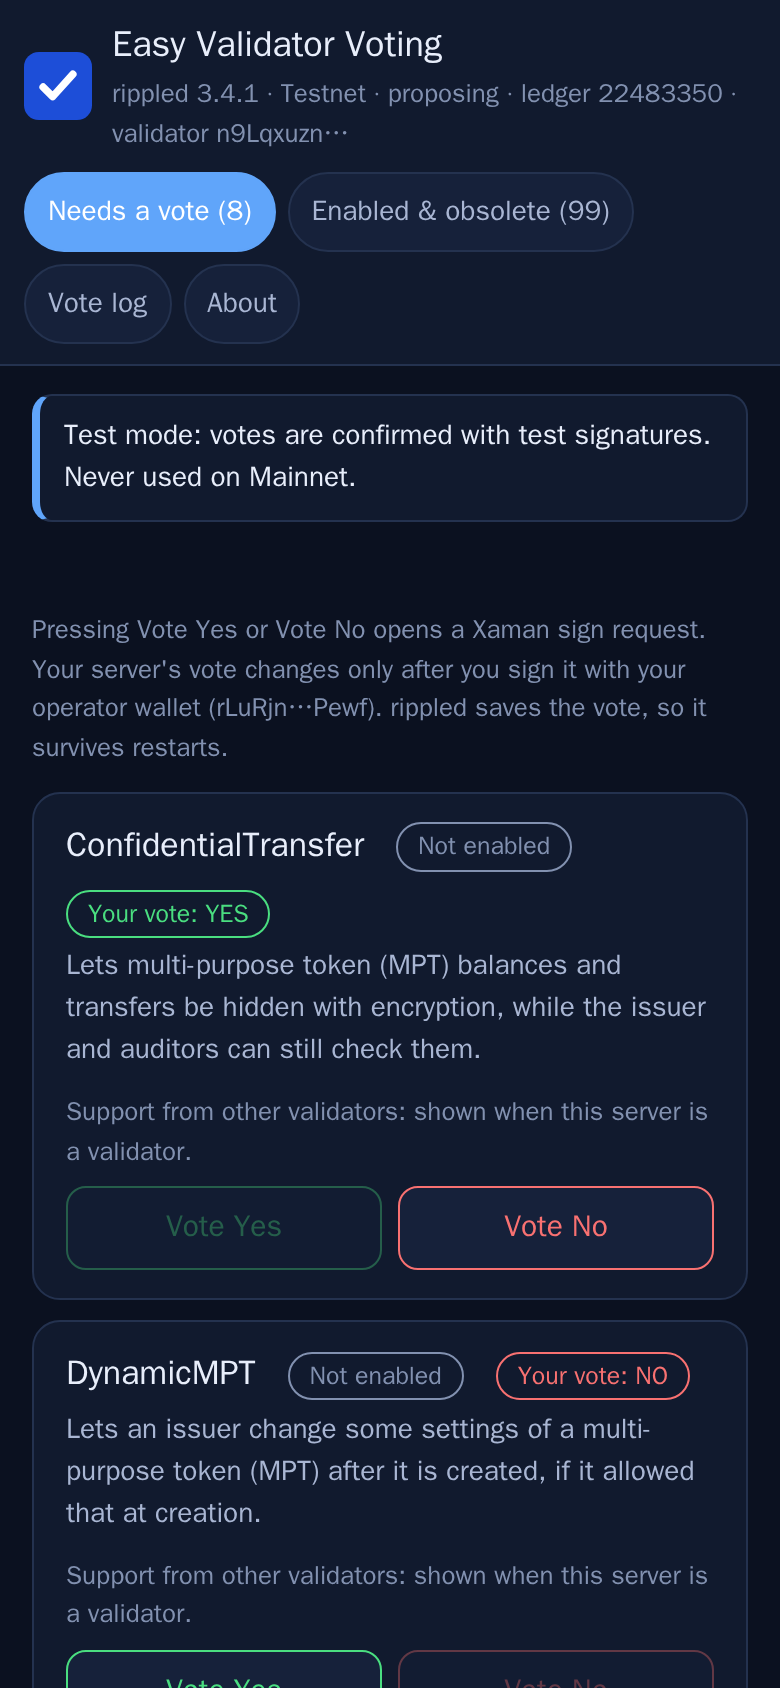 Easy Validator Voting
rippled 3.4.1 · Testnet · proposing · ledger 22483350 ·
validator n9Lqxuzn···
Needs a vote (8)
Enabled & obsolete (99)
Vote log
About
Test mode: votes are confirmed with test signatures.
Never used on Mainnet.
Pressing Vote Yes or Vote No opens a Xaman sign request.
Your server's vote changes only after you sign it with your
operator wallet (rLuRjn···Pewf). rippled saves the vote, so it
survives restarts.
ConfidentialTransfer
Not enabled
Your vote: YES
Lets multi-purpose token (MPT) balances and
transfers be hidden with encryption, while the issuer
and auditors can still check them.
Support from other validators: shown when this server is
a validator.
Vote Yes
Vote No
DynamicMPT
Not enabled
Your vote: NO
Lets an issuer change some settings of a multi-
purpose token (MPT) after it is created, if it allowed
that at creation.
Support from other validators: shown when this server is
a validator.
Vote Yes
Vote No